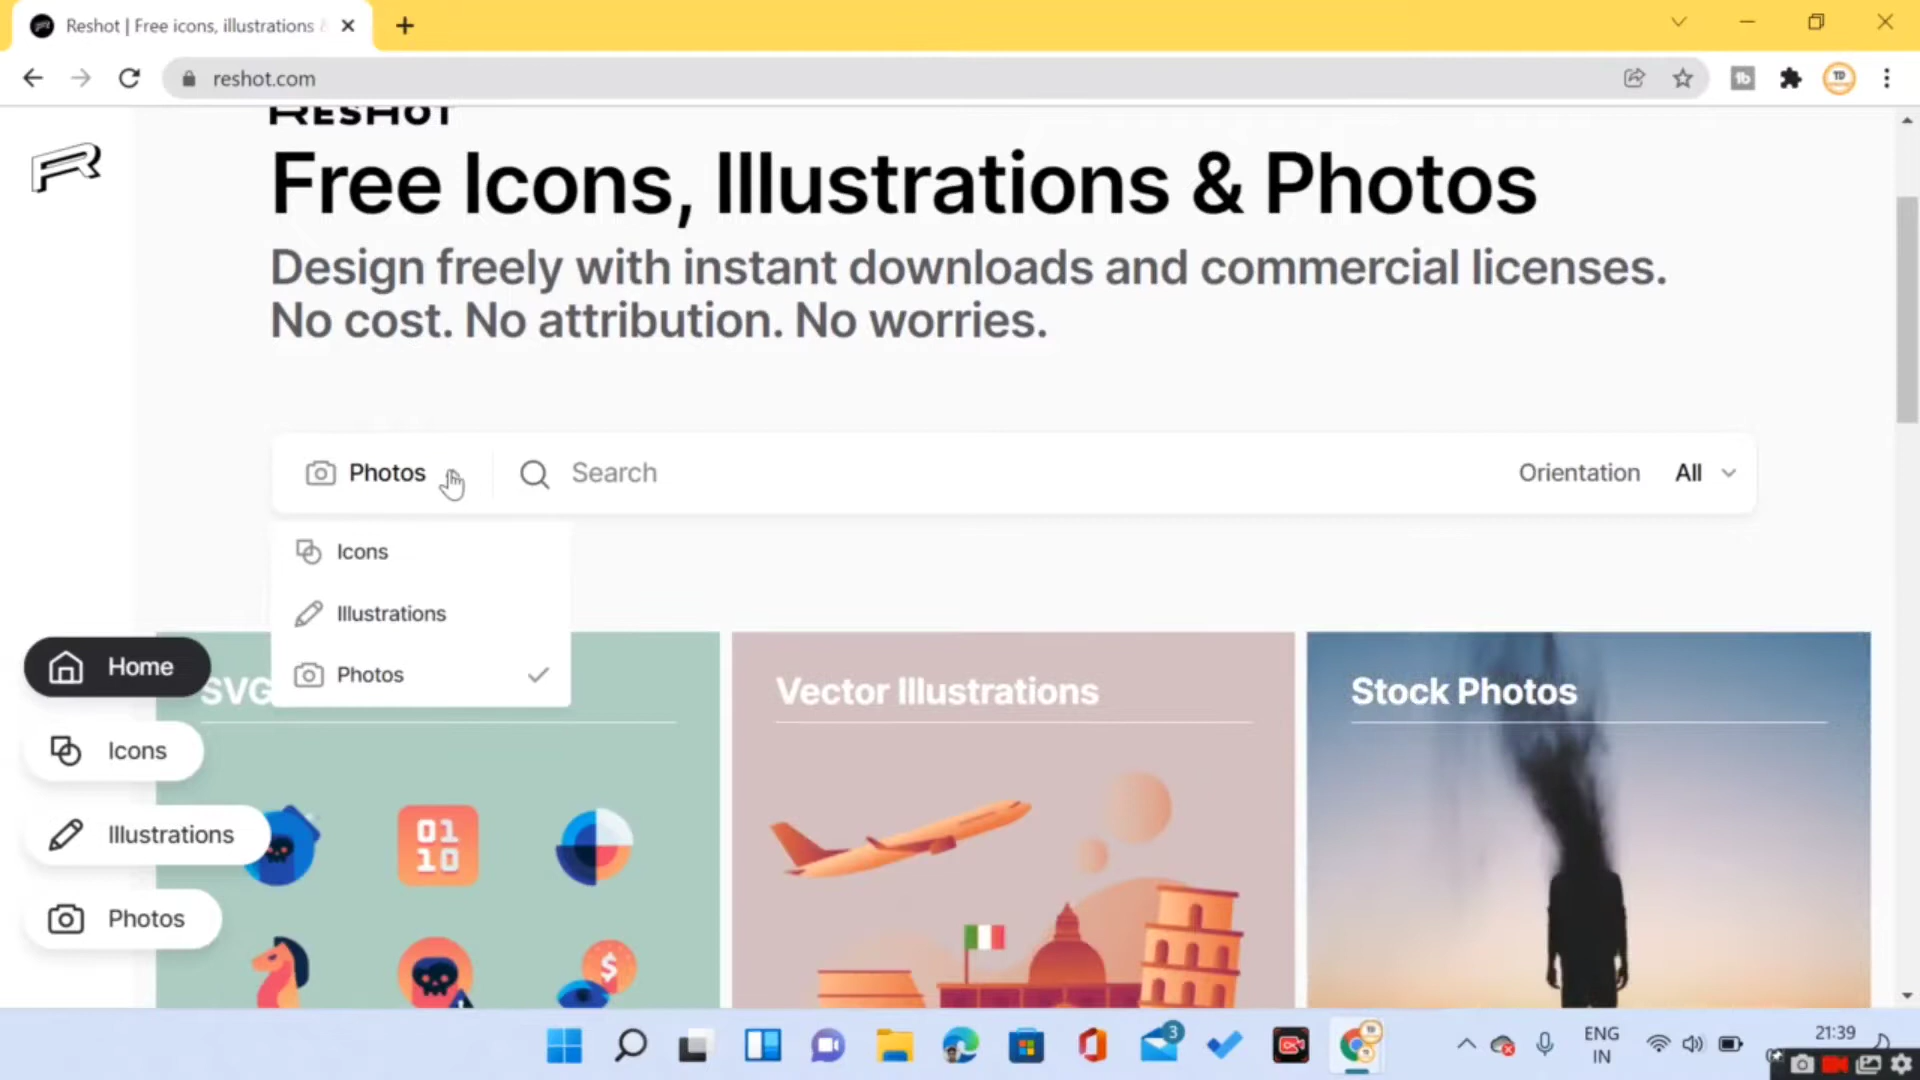 Reshot | Free icons, illustrations &
reshot.com
RESHOT
Free Icons, Illustrations & Photos
Design freely with instant downloads and commercial licenses.
No cost. No attribution. No worries.
Photos
Search
Orientation
All
Icons
Illustrations
Photos
Home
Icons
Illustrations
Photos
SVG
01
10
$
Vector Illustrations
Stock Photos
3
ENG
IN
21:39